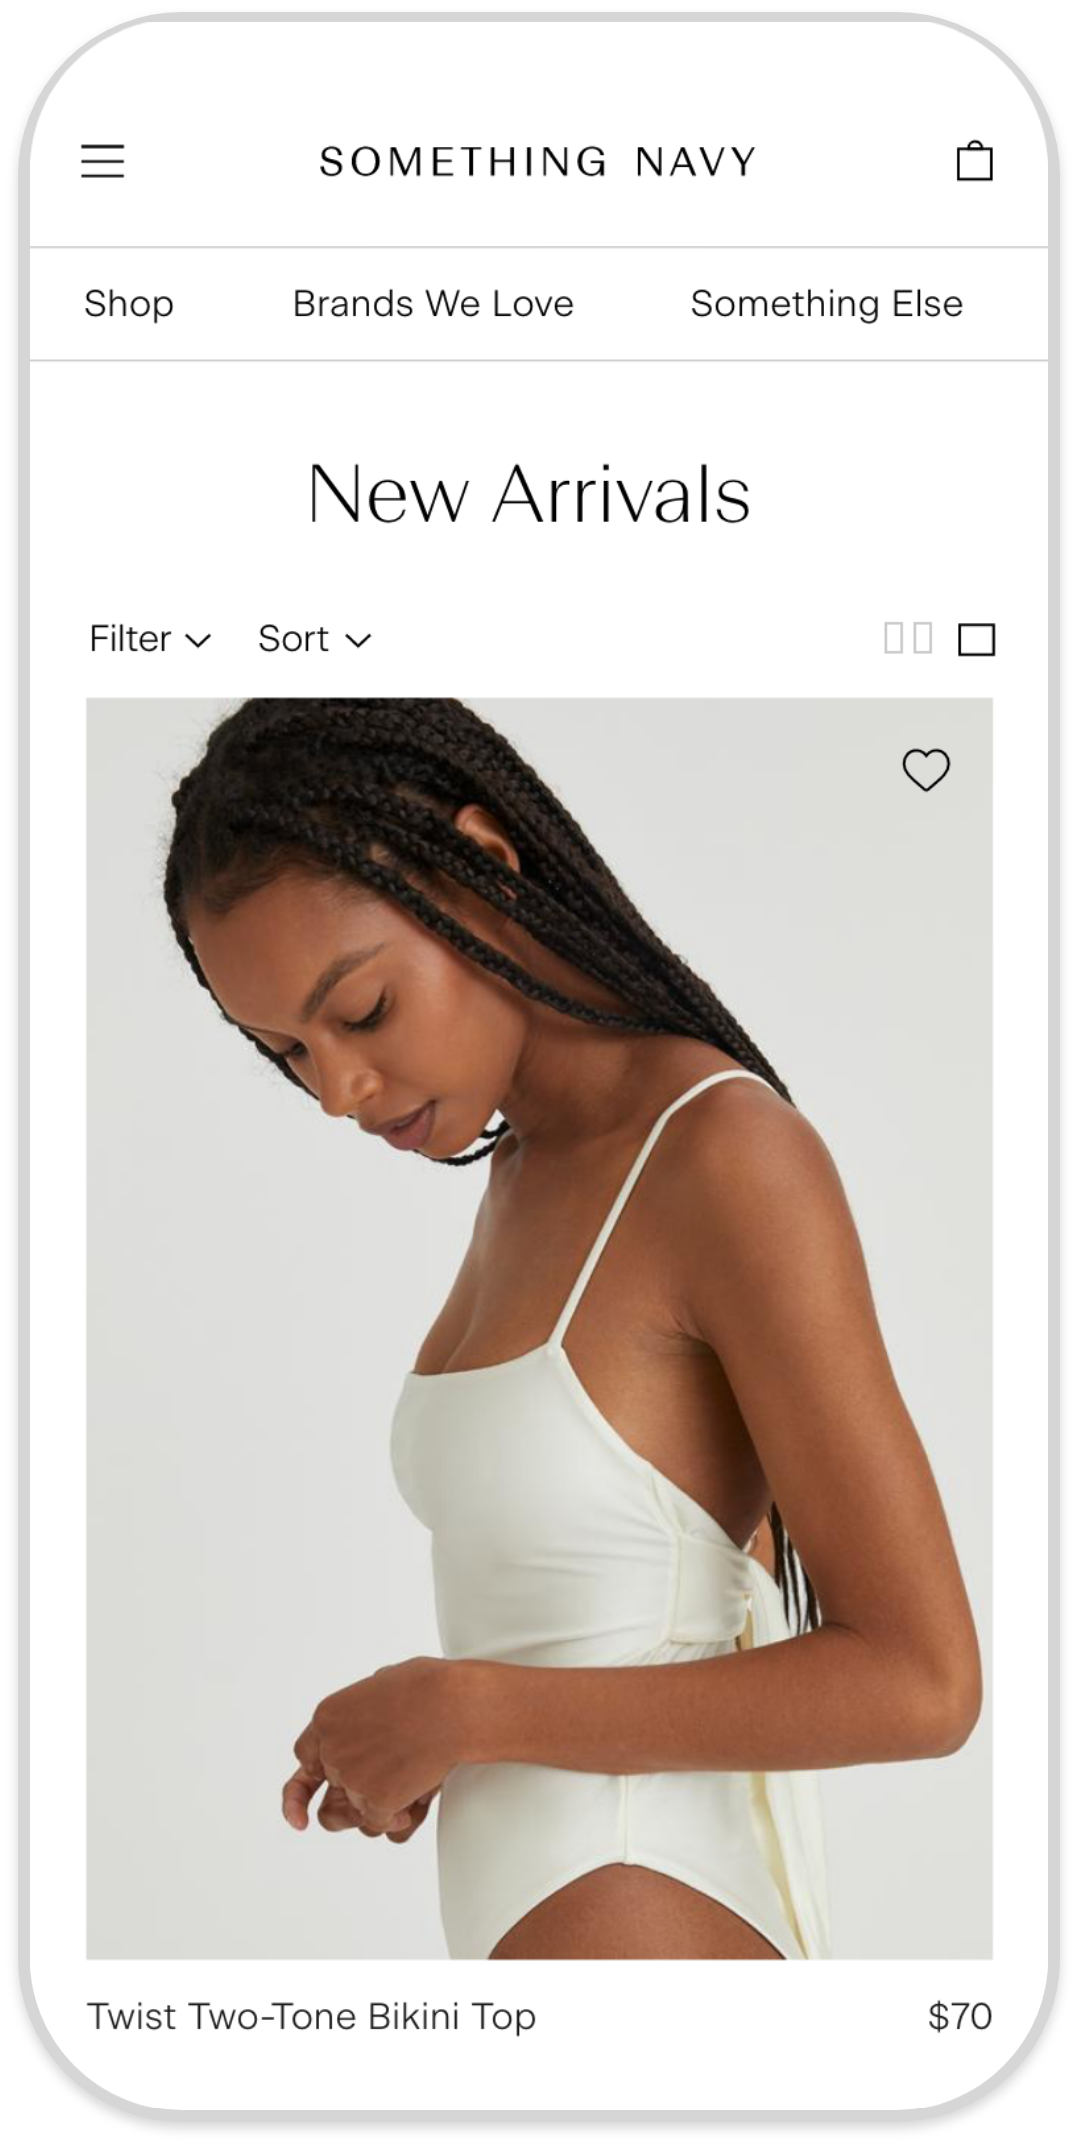 SOMETHING NAVY
Shop Brands We Love Something Else
New Arrivals
Filter Sort
Twist Two-Tone Bikini Top $70